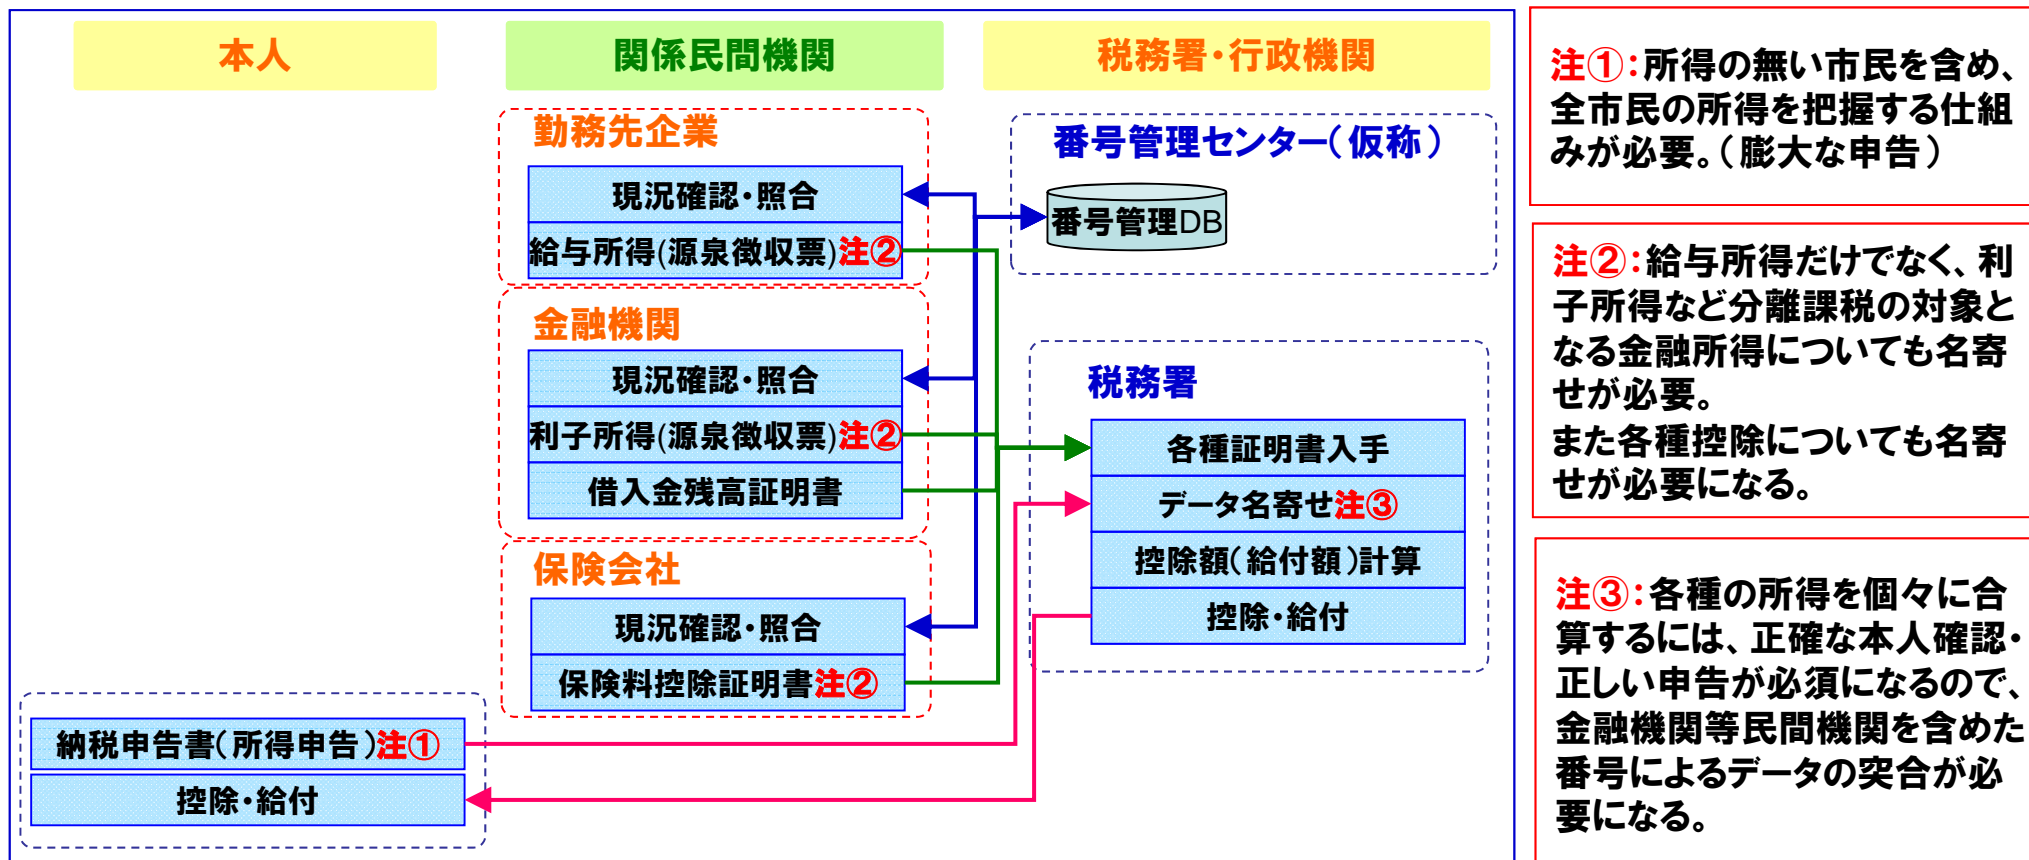 本人
関係民間機関
税務署・行政機関
勤務先企業
現況確認・照合
給与所得(源泉徴収票)注②
金融機関
現況確認・照合
利子所得(源泉徴収票)注②
借入金残高証明書
保険会社
現況確認・照合
保険料控除証明書注②
番号管理センター(仮称)
番号管理DB
税務署
各種証明書入手
データ名寄せ注③
控除額(給付額)計算
控除・給付
納税申告書(所得申告)注①
控除・給付
注①:所得の無い市民を含め、
全市民の所得を把握する仕組
みが必要。(膨大な申告)
注②:給与所得だけでなく、利
子所得など分離課税の対象と
なる金融所得についても名寄
せが必要。
また各種控除についても名寄
せが必要になる。
注③:各種の所得を個々に合
算するには、正確な本人確認・
正しい申告が必須になるので、
金融機関等民間機関を含めた
番号によるデータの突合が必
要になる。